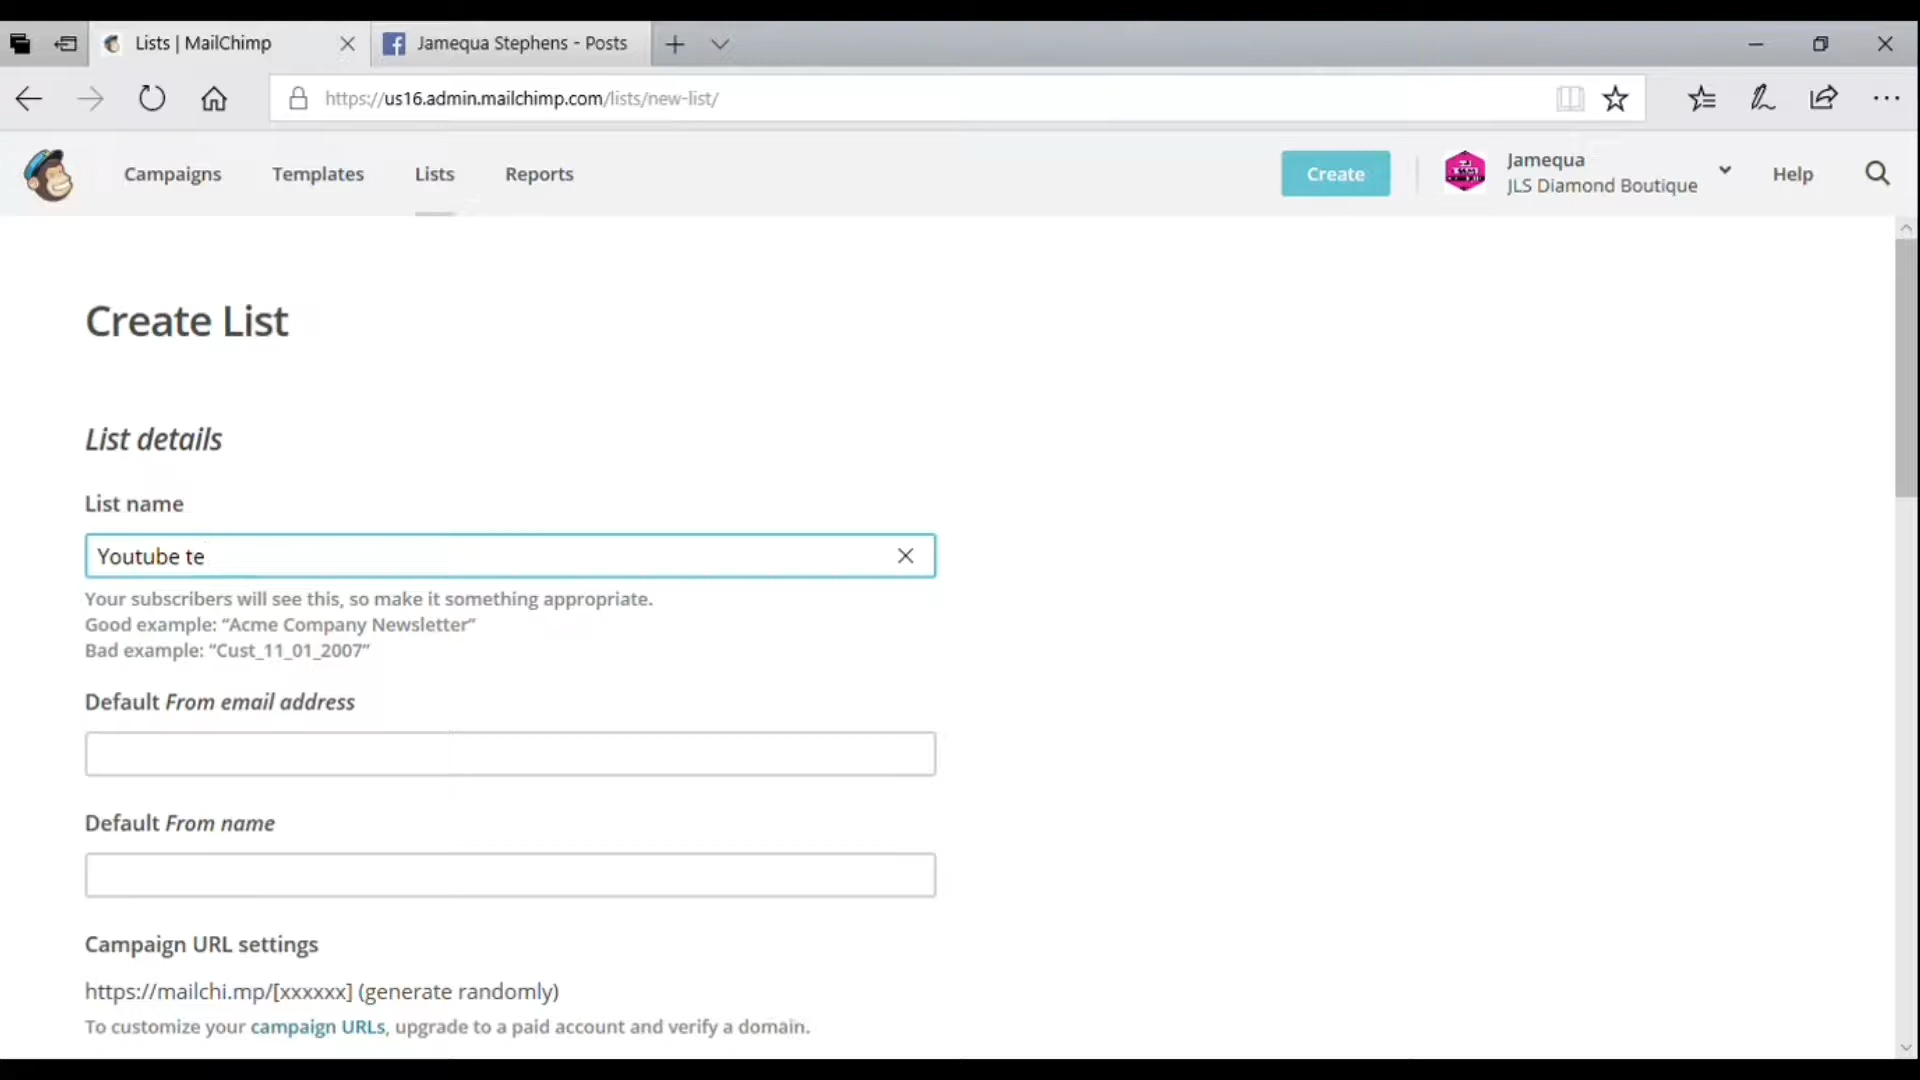 Lists | MailChimp
Jamequa Stephens - Posts
https://us16.admin.mailchimp.com/lists/new-list/
Campaigns
Templates
Lists
Reports
Create
Jamequa
JLS Diamond Boutique
Help
Create List
List details
List name
Youtube te
Your subscribers will see this, so make it something appropriate.
Good example: “Acme Company Newsletter”
Bad example: “Cust_11_01_2007”
Default From email address
Default From name
Campaign URL settings
https://mailchi.mp/[xxxxxx] (generate randomly)
To customize your campaign URLs, upgrade to a paid account and verify a domain.